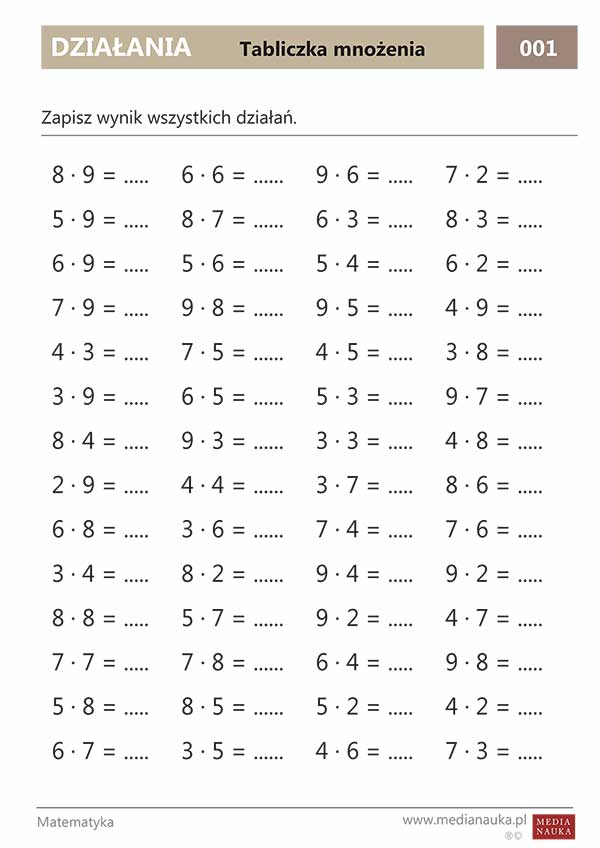 DZIAŁANIA Tabliczka mnożenia 001
Zapisz wynik wszystkich działań.
8 · 9 = ..... 6 · 6 = ...... 9 · 6 = ..... 7 · 2 = .....
5 · 9 = ..... 8 · 7 = ...... 6 · 3 = ..... 8 · 3 = .....
6 · 9 = ..... 5 · 6 = ...... 5 · 4 = ..... 6 · 2 = .....
7 · 9 = ..... 9 · 8 = ...... 9 · 5 = ..... 4 · 9 = .....
4 · 3 = ..... 7 · 5 = ...... 4 · 5 = ..... 3 · 8 = .....
3 · 9 = ..... 6 · 5 = ...... 5 · 3 = ..... 9 · 7 = .....
8 · 4 = ..... 9 · 3 = ...... 3 · 3 = ..... 4 · 8 = .....
2 · 9 = ..... 4 · 4 = ...... 3 · 7 = ..... 8 · 6 = .....
6 · 8 = ..... 3 · 6 = ...... 7 · 4 = ..... 7 · 6 = .....
3 · 4 = ..... 8 · 2 = ...... 9 · 4 = ..... 9 · 2 = .....
8 · 8 = ..... 5 · 7 = ...... 9 · 2 = ..... 4 · 7 = .....
7 · 7 = ..... 7 · 8 = ...... 6 · 4 = ..... 9 · 8 = .....
5 · 8 = ..... 8 · 5 = ...... 5 · 2 = ..... 4 · 2 = .....
6 · 7 = ..... 3 · 5 = ...... 4 · 6 = ..... 7 · 3 = .....
Matematyka www.medianauka.pl
®© MEDIA
NAUKA